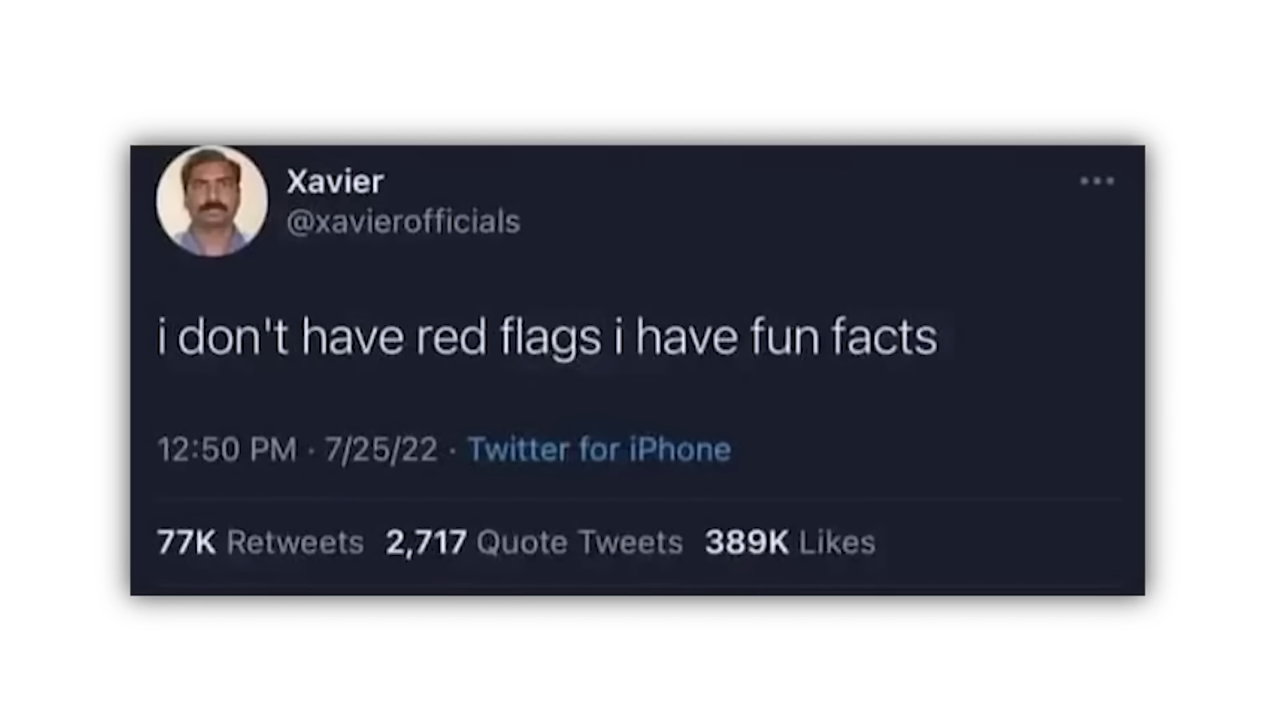 Xavier
@xavierofficials
i don't have red flags i have fun facts
12:50 PM · 7/25/22 · Twitter for iPhone
77K Retweets 2,717 Quote Tweets 389K Likes